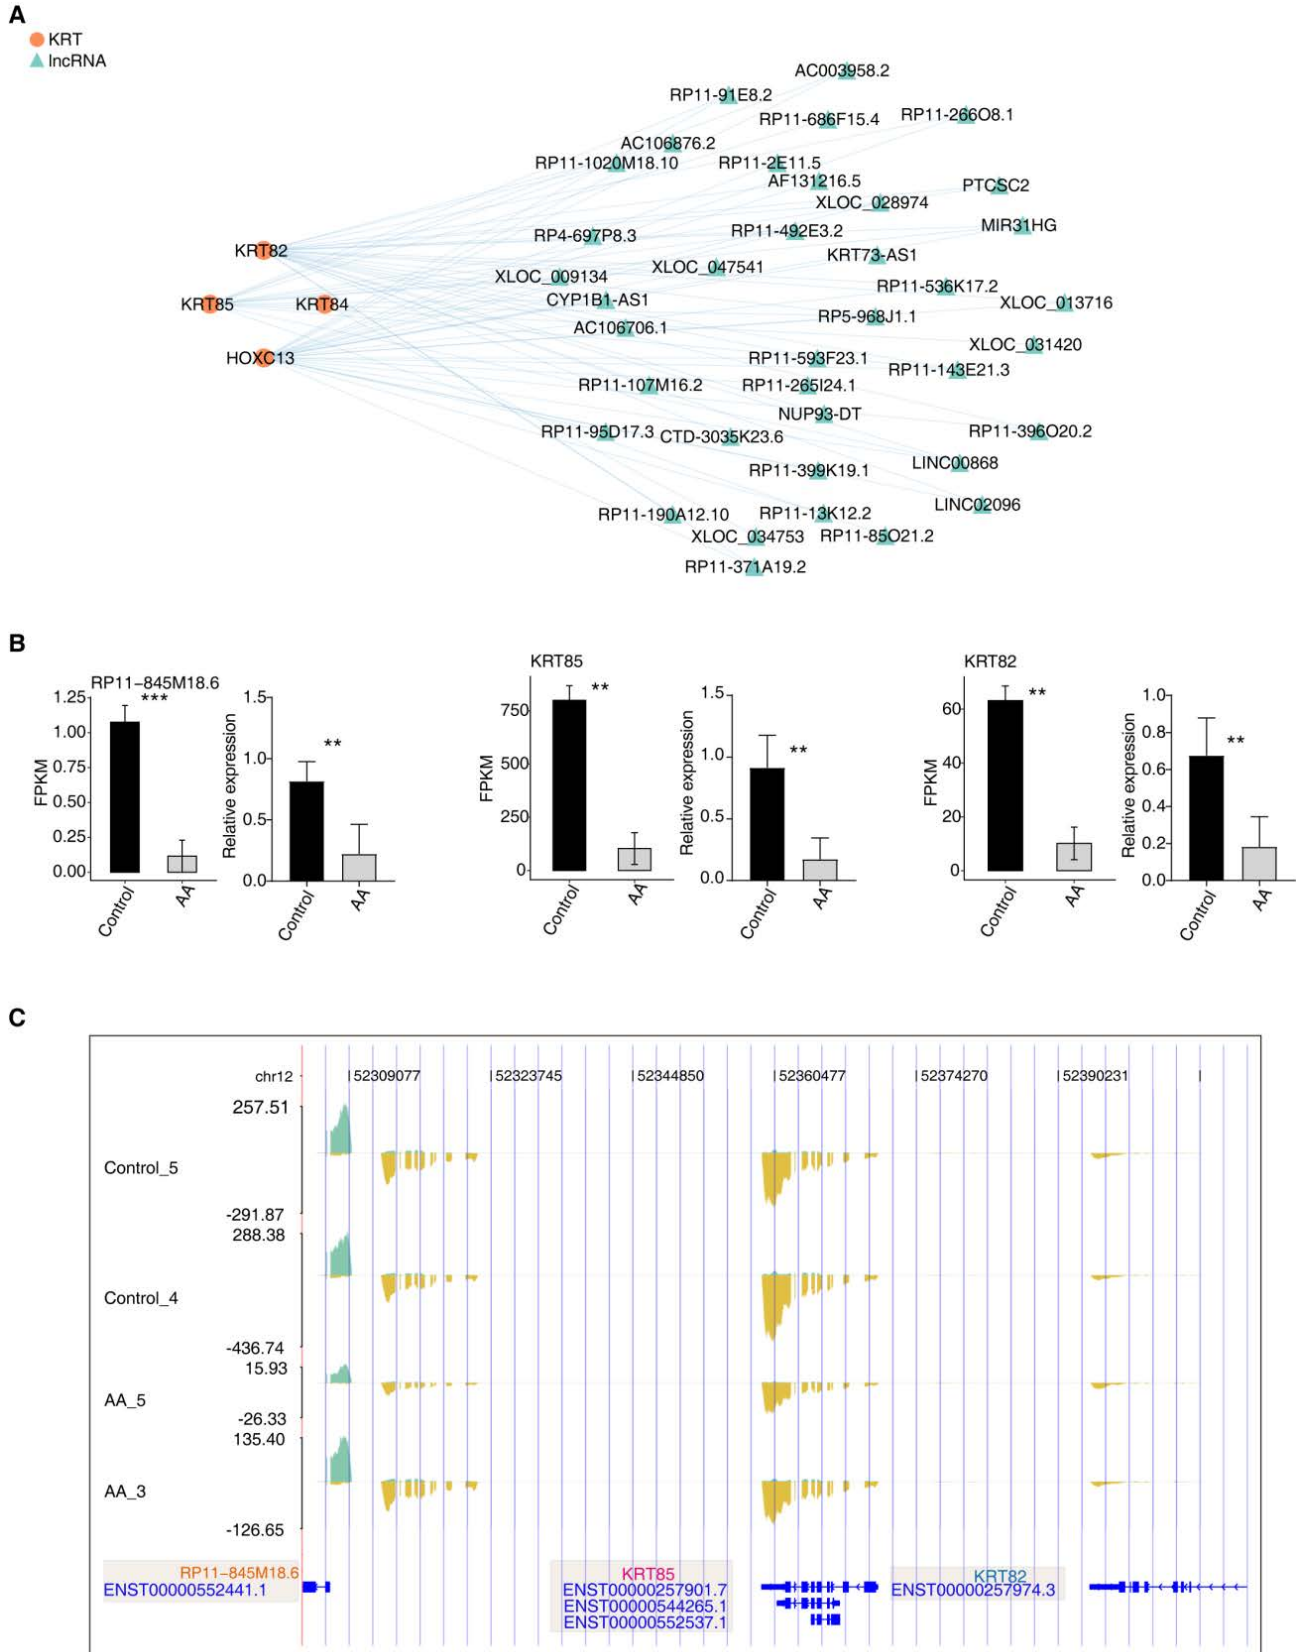 A
KRT
lncRNA
AC003958.2
RP11-91E8.2
RP11-686F15.4
RP11-266O8.1
AC106876.2
RP11-1020M18.10
RP11-2E11.5
AF131216.5
PTCSC2
XLOC_028974
MIR31HG
RP4-697P8.3
RP11-492E3.2
KRT82
KRT73-AS1
XLOC_009134
XLOC_047541
RP11-536K17.2
KRT85
KRT84
CYP1B1-AS1
XLOC_013716
RP5-968J1.1
AC106706.1
XLOC_031420
HOXC13
RP11-593F23.1
RP11-143E21.3
RP11-107M16.2
RP11-265I24.1
NUP93-DT
RP11-95D17.3
CTD-3035K23.6
RP11-396O20.2
RP11-399K19.1
LINC00868
LINC02096
RP11-190A12.10
RP11-13K12.2
XLOC_034753
RP11-85O21.2
RP11-371A19.2
B
RP11-845M18.6
FPKM
1.25
1.00
0.75
0.50
0.25
0.00
***
Control
AA
Relative expression
1.5
1.0
0.5
0.0
**
Control
AA
KRT85
FPKM
750
500
250
0
**
Control
AA
Relative expression
1.5
1.0
0.5
0.0
**
Control
AA
KRT82
FPKM
60
40
20
0
**
Control
AA
Relative expression
1.0
0.8
0.6
0.4
0.2
0.0
**
Control
AA
C
chr12 |52309077 |52323745 |52344850 |52360477 |52374270 |52390231 |
257.51
Control_5
-291.87
288.38
Control_4
-436.74
15.93
AA_5
-26.33
135.40
AA_3
-126.65
RP11-845M18.6
ENST00000552441.1
KRT85
ENST00000257901.7
ENST00000544265.1
ENST00000552537.1
KRT82
ENST00000257974.3